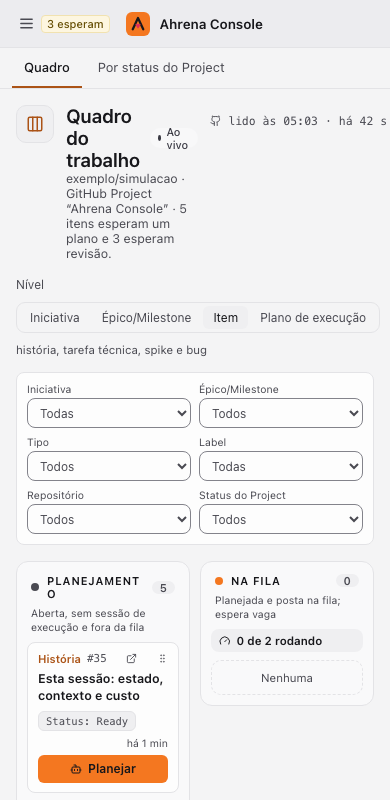 3 esperam
Ahrena Console
Quadro
Por status do Project
Quadro do trabalho
Ao vivo
lido às 05:03 · há 42 s
exemplo/simulacao ·
GitHub Project
“Ahrena Console” · 5
itens esperam um
plano e 3 esperam
revisão.
Nível
Iniciativa
Épico/Milestone
Item
Plano de execução
história, tarefa técnica, spike e bug
Iniciativa
Épico/Milestone
Todas
Todos
Tipo
Label
Todos
Todas
Repositório
Status do Project
Todos
Todos
PLANEJAMENTO
5
Aberta, sem sessão de
execução e fora da fila
História #35
Esta sessão: estado,
contexto e custo
Status: Ready
há 1 min
Planejar
NA FILA
0
Planejada e posta na fila;
espera vaga
0 de 2 rodando
Nenhuma